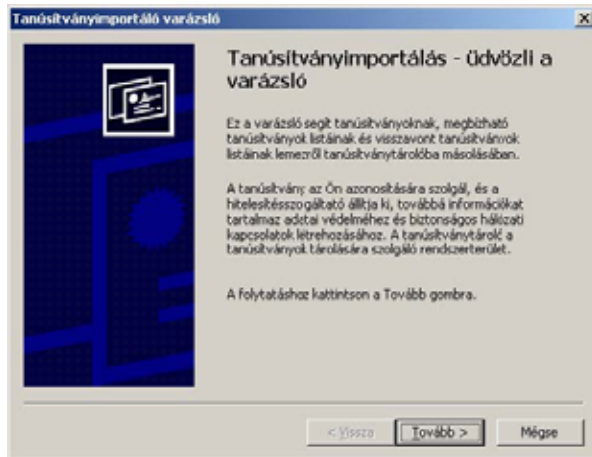 Tanúsítványimportáló varázsló
Tanúsítványimportálás - üdvözli a
varázsló
Ez a varázsló segít tanúsítványoknak, megbízható
tanúsítványok listáinak és visszavont tanúsítványok
listáinak lemezről tanúsítványtárolóba másolásában.
A tanúsítvány az Ön azonosítására szolgál, és a
hitelesítésszogáltató állítja ki, továbbá információkat
tartalmaz adatai védelméhez és biztonságos hálózati
kapcsolatok létrehozásához. A tanúsítványtároló a
tanúsítványok tárolására szolgáló rendszerterület.
A folytatáshoz kattintson a Tovább gombra.
< Vissza Tovább > Mégse